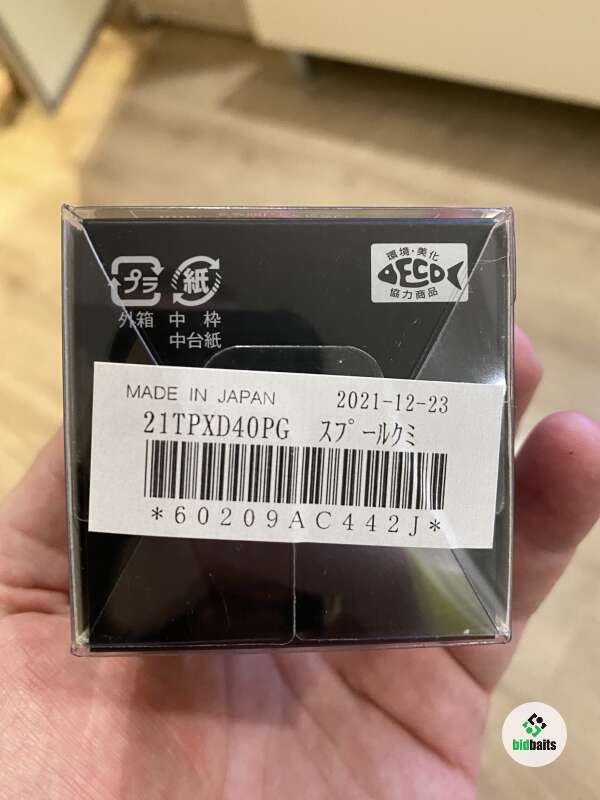 プラ
紙
外箱 中 枠
中台紙
環境・美化
ECO
協力商品
MADE IN JAPAN 2021-12-23
21TPXD40PG スプールクミ
*60209AC442J*
bidbaits